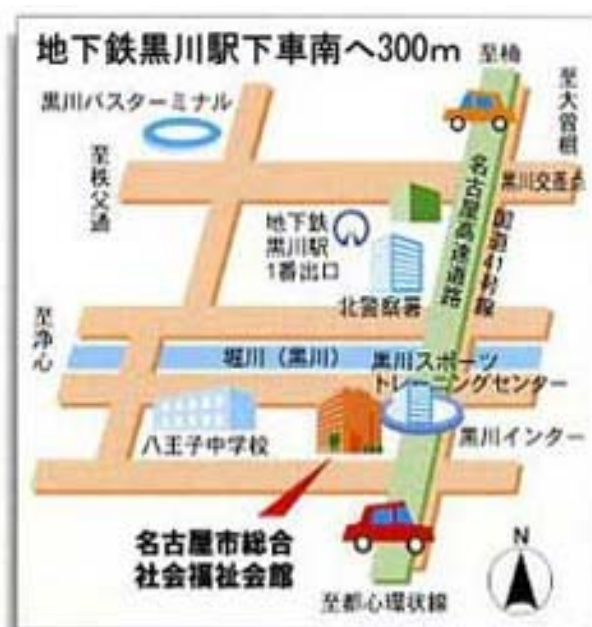 地下鉄黒川駅下車南へ300m
至楠
至大曽根
黒川バスターミナル
至秩父通
黒川交差点
名古屋高速道路
国道41号線
地下鉄
黒川駅
1番出口
北警察署
至浄心
堀川（黒川）
黒川スポーツ
トレーニングセンター
八王子中学校
黒川インター
名古屋市総合
社会福祉会館
至都心環状線
N